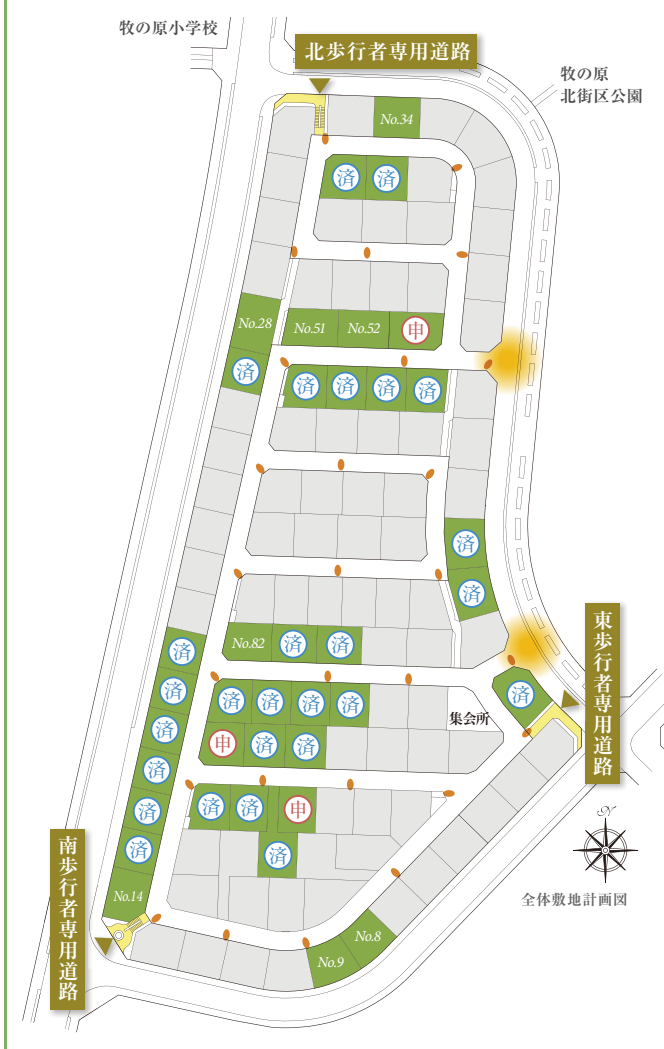 牧の原小学校
北歩行者専用道路
牧の原
北街区公園
No.34
済
済
No.28
No.51
No.52
申
済
済
済
済
済
済
済
No.82
済
済
済
済
済
済
済
済
済
集会所
東歩行者専用道路
済
申
済
済
済
済
済
済
申
済
済
済
N
全体敷地計画図
南歩行者専用道路
No.14
No.8
No.9